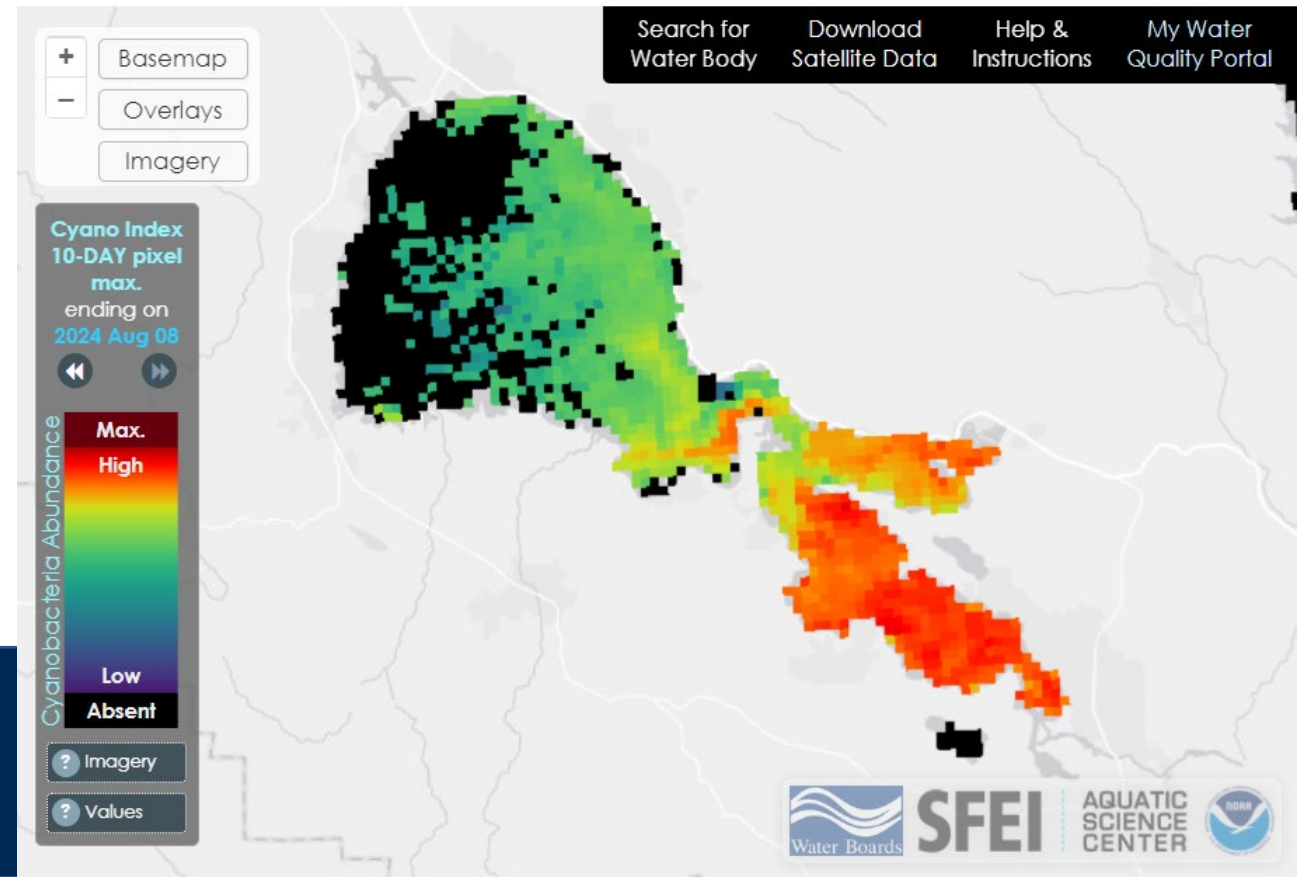 +
−
Basemap
Overlays
Imagery
Search for
Water Body
Download
Satellite Data
Help &
Instructions
My Water
Quality Portal
Cyano Index
10-DAY pixel
max.
ending on
2024 Aug 08
Cyanobacteria Abundance
Max.
High
Low
Absent
? Imagery
? Values
Water Boards
SFEI
AQUATIC
SCIENCE
CENTER
NOAA